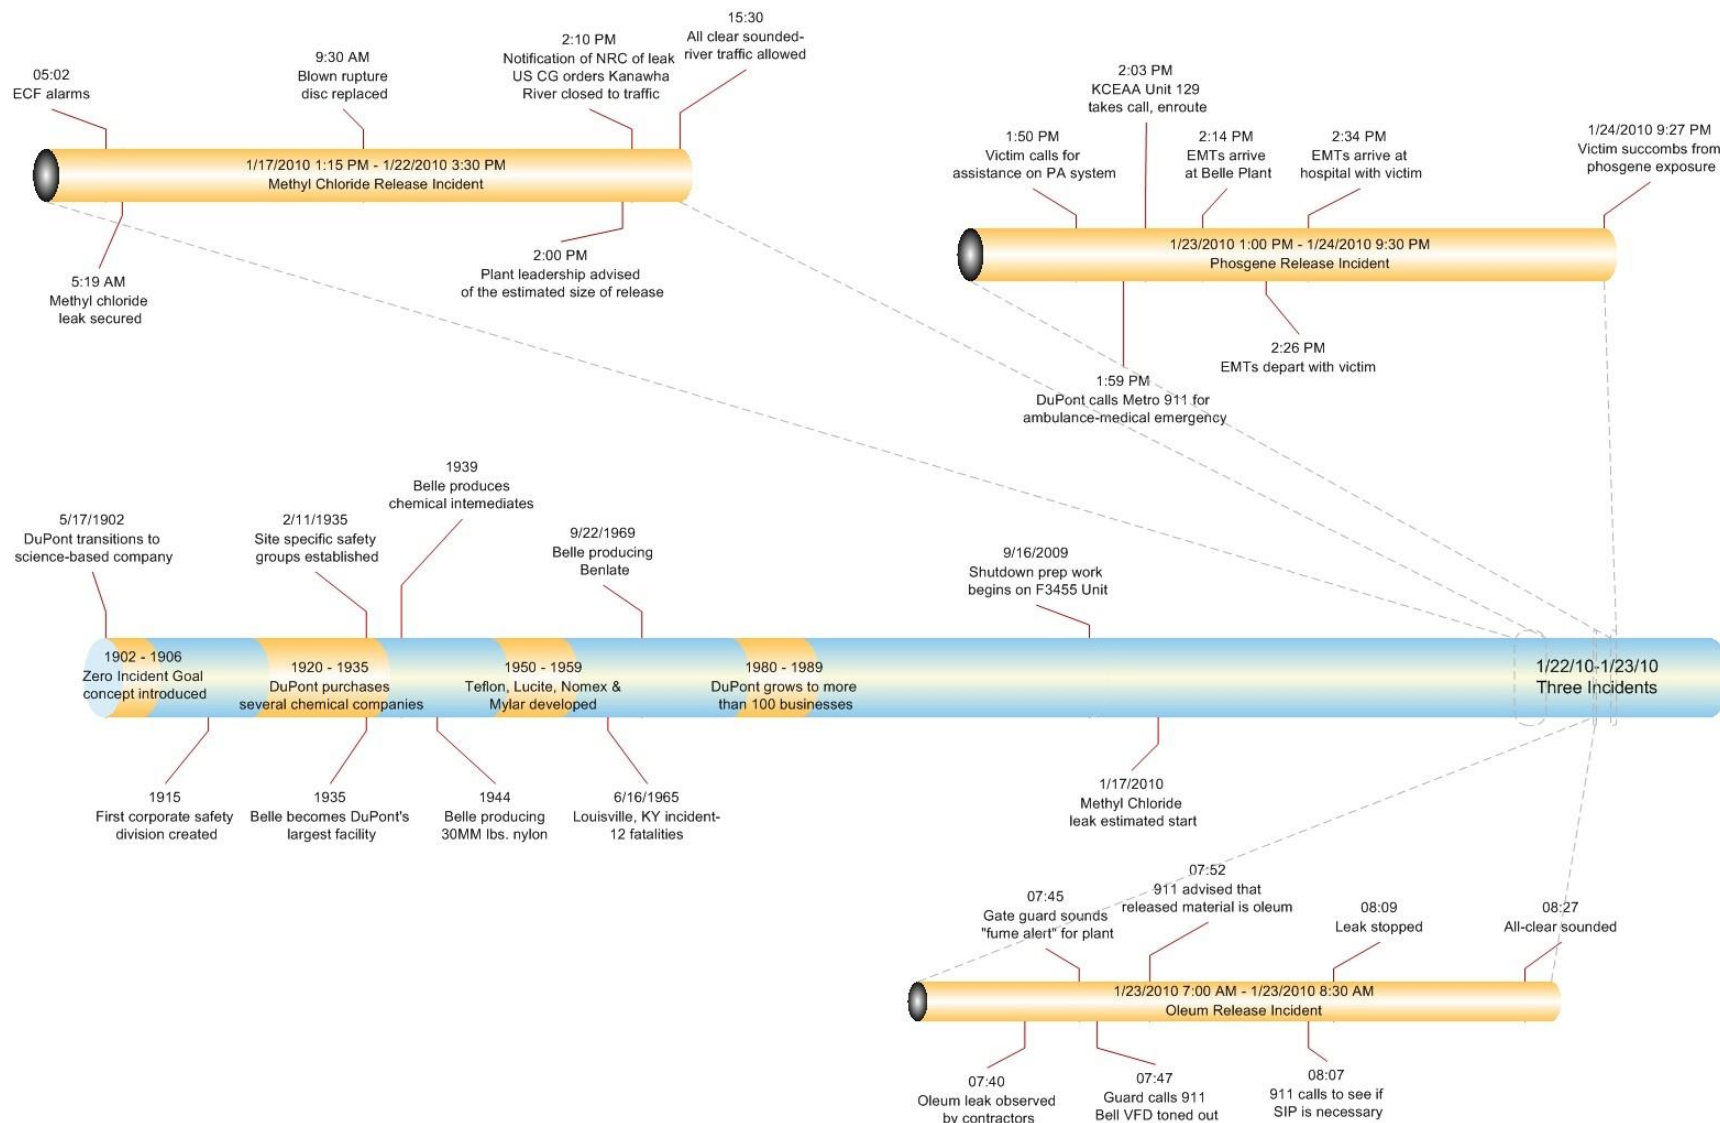 05:02
ECF alarms
9:30 AM
Blown rupture
disc replaced
2:10 PM
Notification of NRC of leak
US CG orders Kanawha
River closed to traffic
15:30
All clear sounded-
river traffic allowed
1/17/2010 1:15 PM - 1/22/2010 3:30 PM
Methyl Chloride Release Incident
5:19 AM
Methyl chloride
leak secured
2:00 PM
Plant leadership advised
of the estimated size of release
1:50 PM
Victim calls for
assistance on PA system
2:03 PM
KCEAA Unit 129
takes call, enroute
2:14 PM
EMTs arrive
at Belle Plant
2:34 PM
EMTs arrive at
hospital with victim
1/24/2010 9:27 PM
Victim succombs from
phosgene exposure
1/23/2010 1:00 PM - 1/24/2010 9:30 PM
Phosgene Release Incident
1:59 PM
DuPont calls Metro 911 for
ambulance-medical emergency
2:26 PM
EMTs depart with victim
5/17/1902
DuPont transitions to
science-based company
2/11/1935
Site specific safety
groups established
1939
Belle produces
chemical intemediates
9/22/1969
Belle producing
Benlate
9/16/2009
Shutdown prep work
begins on F3455 Unit
1902 - 1906
Zero Incident Goal
concept introduced
1920 - 1935
DuPont purchases
several chemical companies
1950 - 1959
Teflon, Lucite, Nomex &
Mylar developed
1980 - 1989
DuPont grows to more
than 100 businesses
1/22/10-1/23/10
Three Incidents
1915
First corporate safety
division created
1935
Belle becomes DuPont's
largest facility
1944
Belle producing
30MM lbs. nylon
6/16/1965
Louisville, KY incident-
12 fatalities
1/17/2010
Methyl Chloride
leak estimated start
07:45
Gate guard sounds
"fume alert" for plant
07:52
911 advised that
released material is oleum
08:09
Leak stopped
08:27
All-clear sounded
1/23/2010 7:00 AM - 1/23/2010 8:30 AM
Oleum Release Incident
07:40
Oleum leak observed
by contractors
07:47
Guard calls 911
Bell VFD toned out
08:07
911 calls to see if
SIP is necessary